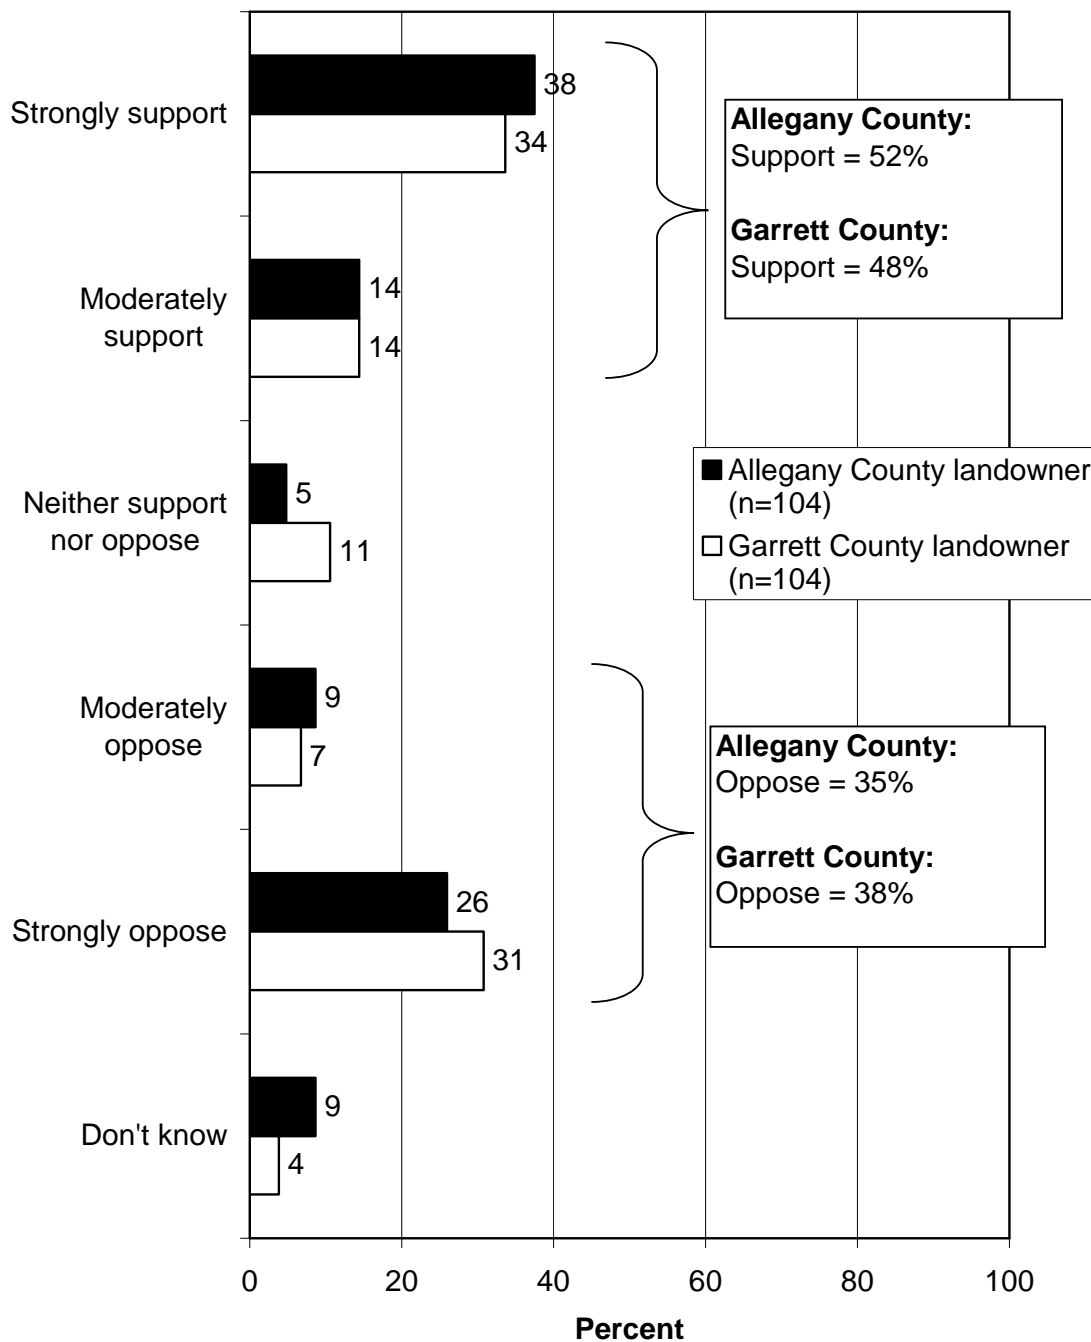 Strongly support
38
34
Allegany County:
Support = 52%
Garrett County:
Support = 48%
Moderately
support
14
14
Allegany County landowner
(n=104)
Garrett County landowner
(n=104)
Neither support
nor oppose
5
11
Moderately
oppose
9
7
Allegany County:
Oppose = 35%
Garrett County:
Oppose = 38%
Strongly oppose
26
31
Don't know
9
4
0 20 40 60 80 100
Percent